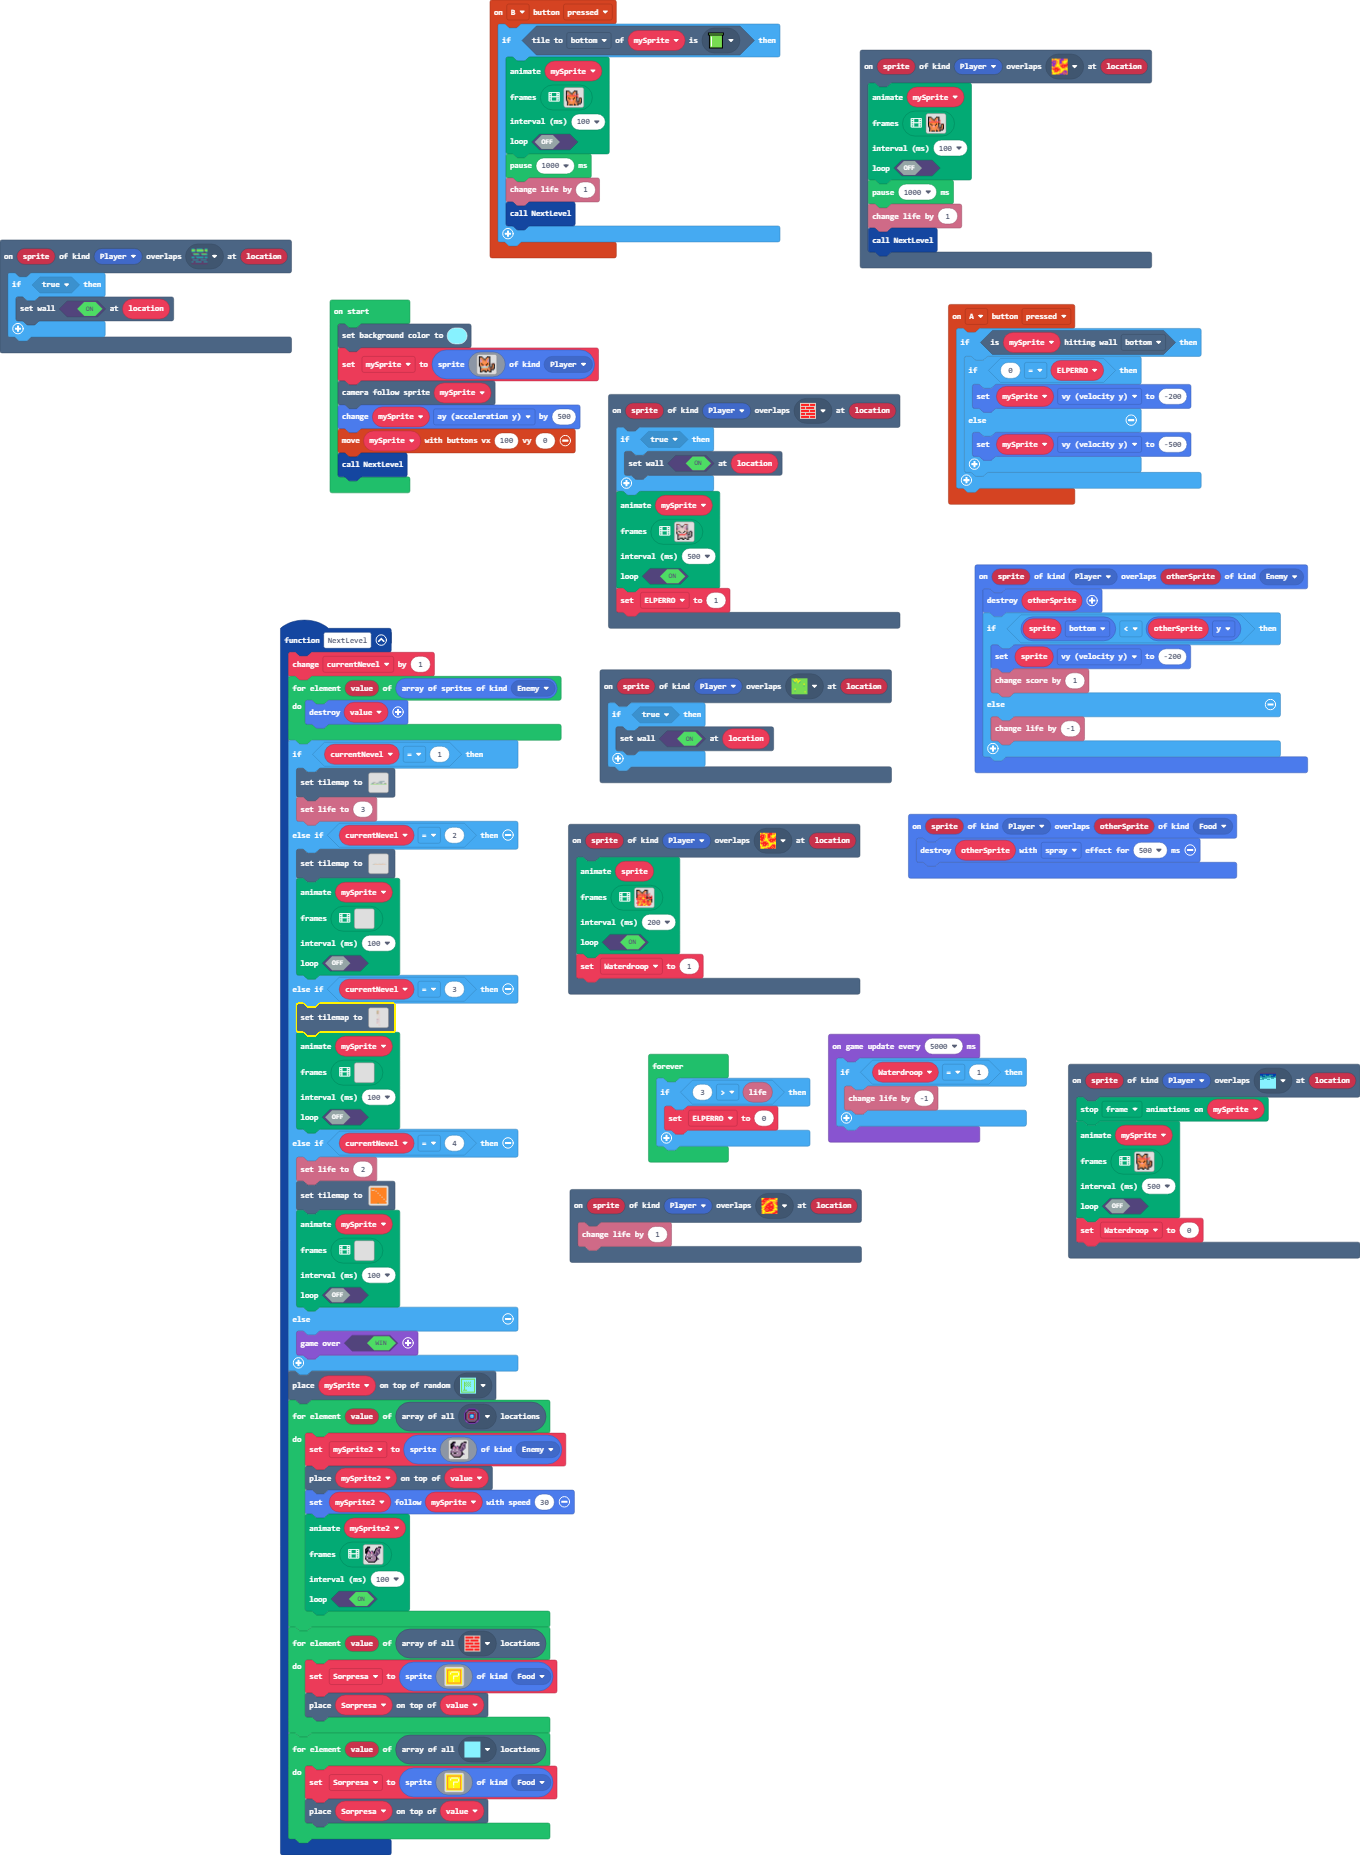 on B button pressed
if tile to bottom of mySprite is then
animate mySprite
frames
interval (ms) 100
loop OFF
pause 1000 ms
change life by 1
call NextLevel
on sprite of kind Player overlaps at location
animate mySprite
frames
interval (ms) 100
loop OFF
pause 1000 ms
change life by 1
call NextLevel
on sprite of kind Player overlaps at location
if true then
set wall ON at location
on start
set background color to
set mySprite to sprite of kind Player
camera follow sprite mySprite
change mySprite ay (acceleration y) by 500
move mySprite with buttons vx 100 vy 0
call NextLevel
on A button pressed
if is mySprite hitting wall bottom then
if 0 = ELPERRO then
set mySprite vy (velocity y) to -200
else
set mySprite vy (velocity y) to -500
on sprite of kind Player overlaps at location
if true then
set wall ON at location
animate mySprite
frames
interval (ms) 500
loop ON
set ELPERRO to 1
on sprite of kind Player overlaps otherSprite of kind Enemy
destroy otherSprite
if sprite bottom < otherSprite y then
set sprite vy (velocity y) to -200
change score by 1
else
change life by -1
function NextLevel
change currentNevel by 1
for element value of array of sprites of kind Enemy
do destroy value
if currentNevel = 1 then
set tilemap to
set life to 3
else if currentNevel = 2 then
set tilemap to
animate mySprite
frames
interval (ms) 100
loop OFF
else if currentNevel = 3 then
set tilemap to
animate mySprite
frames
interval (ms) 100
loop OFF
else if currentNevel = 4 then
set life to 2
set tilemap to
animate mySprite
frames
interval (ms) 100
loop OFF
else
game over WIN
place mySprite on top of random
for element value of array of all locations
do
set mySprite2 to sprite of kind Enemy
place mySprite2 on top of value
set mySprite2 follow mySprite with speed 30
animate mySprite2
frames
interval (ms) 100
loop ON
for element value of array of all locations
do
set Sorpresa to sprite of kind Food
place Sorpresa on top of value
for element value of array of all locations
do
set Sorpresa to sprite of kind Food
place Sorpresa on top of value
on sprite of kind Player overlaps at location
if true then
set wall ON at location
on sprite of kind Player overlaps otherSprite of kind Food
destroy otherSprite with spray effect for 500 ms
on sprite of kind Player overlaps at location
animate sprite
frames
interval (ms) 200
loop ON
set Waterdroop to 1
forever
if 3 > life then
set ELPERRO to 0
on game update every 5000 ms
if Waterdroop = 1 then
change life by -1
on sprite of kind Player overlaps at location
stop frame animations on mySprite
animate mySprite
frames
interval (ms) 500
loop OFF
set Waterdroop to 0
on sprite of kind Player overlaps at location
change life by 1